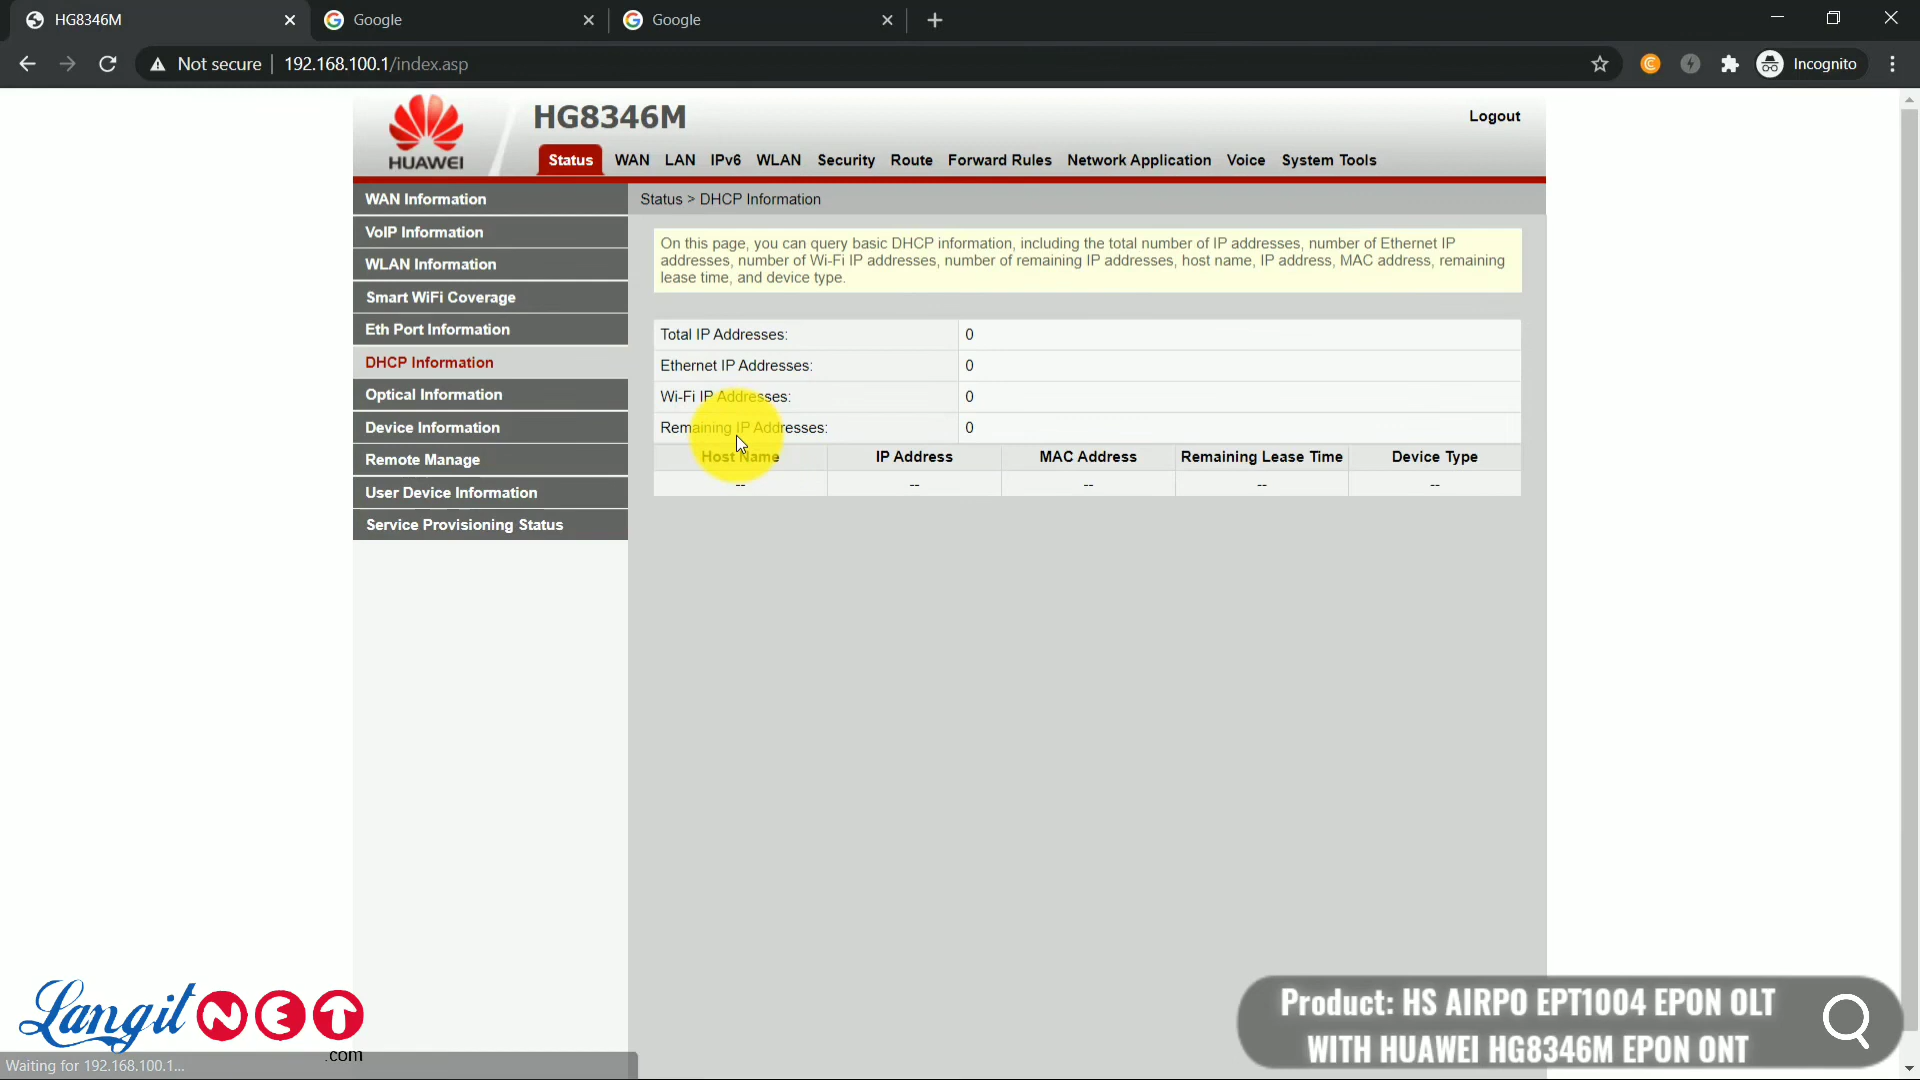 HG8346M
Google
Google
Not secure
192.168.100.1/index.asp
Incognito
HUAWEI
HG8346M
Logout
Status WAN LAN IPv6 WLAN Security Route Forward Rules Network Application Voice System Tools
WAN Information
VoIP Information
WLAN Information
Smart WiFi Coverage
Eth Port Information
DHCP Information
Optical Information
Device Information
Remote Manage
User Device Information
Service Provisioning Status
Status > DHCP Information
On this page, you can query basic DHCP information, including the total number of IP addresses, number of Ethernet IP
addresses, number of Wi-Fi IP addresses, number of remaining IP addresses, host name, IP address, MAC address, remaining
lease time, and device type.
Total IP Addresses: 0
Ethernet IP Addresses: 0
Wi-Fi IP Addresses: 0
Remaining IP Addresses: 0
Host Name IP Address MAC Address Remaining Lease Time Device Type
-- -- -- -- --
Langit NET
.com
Waiting for 192.168.100.1...
Product: HS AIRPO EPT1004 EPON OLT
WITH HUAWEI HG8346M EPON ONT